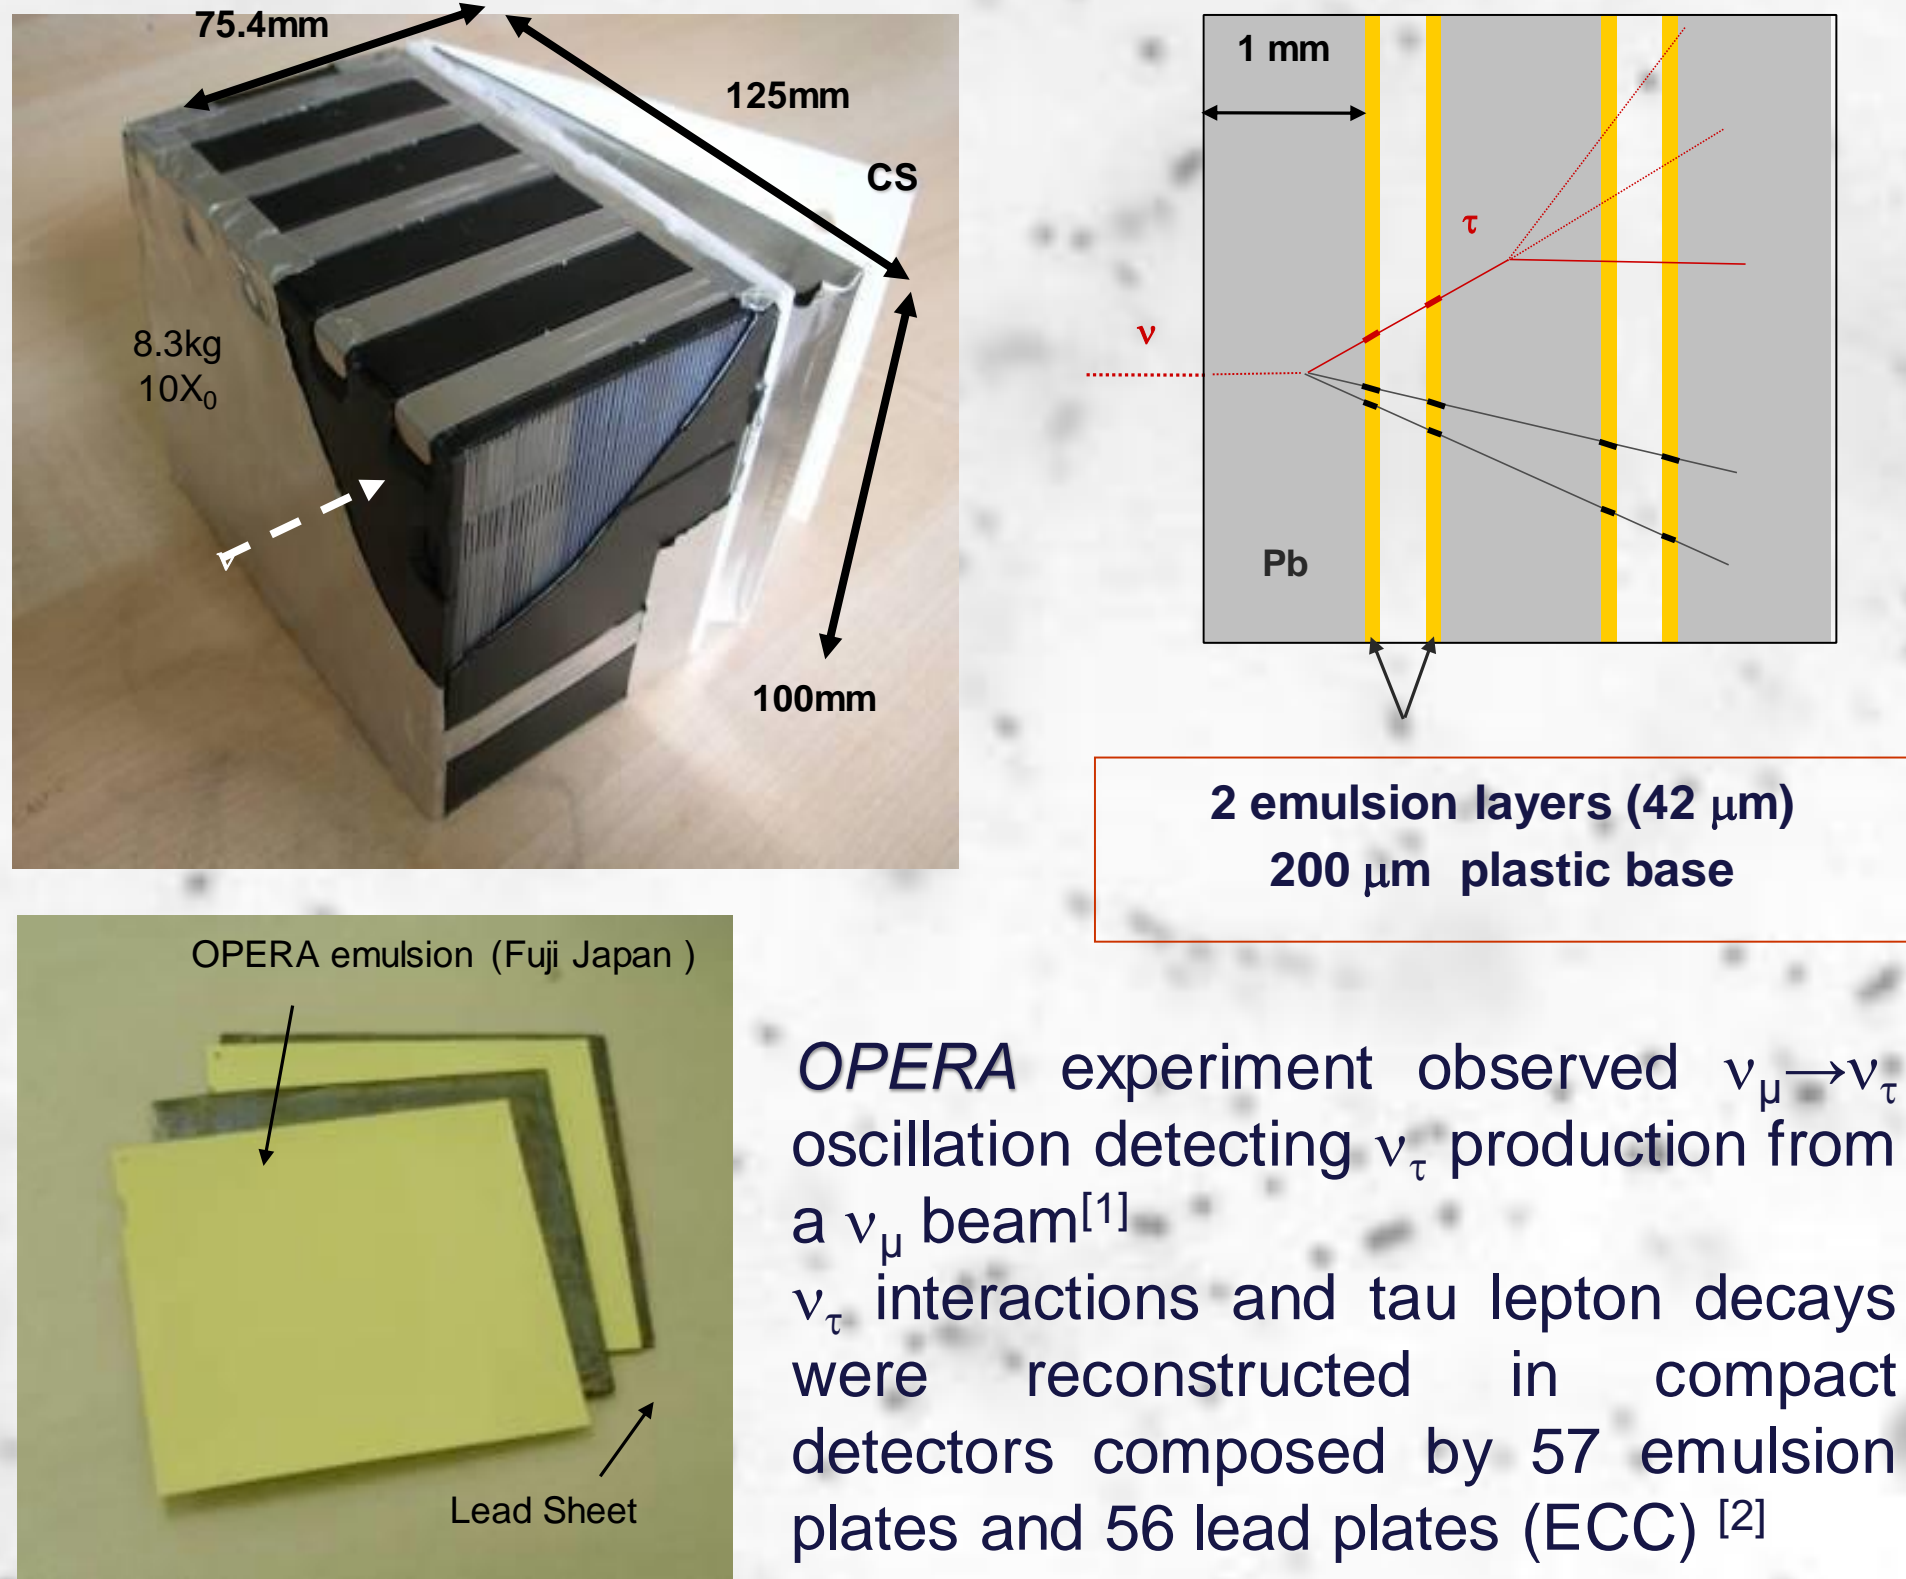 75.4mm
125mm
CS
8.3kg
10X₀
100mm
1 mm
τ
ν
Pb
2 emulsion layers (42 μm)
200 μm plastic base
OPERA emulsion (Fuji Japan )
Lead Sheet
OPERA experiment observed νμ→ντ
oscillation detecting ντ production from
a νμ beam[1]
ντ interactions and tau lepton decays
were reconstructed in compact
detectors composed by 57 emulsion
plates and 56 lead plates (ECC) [2]